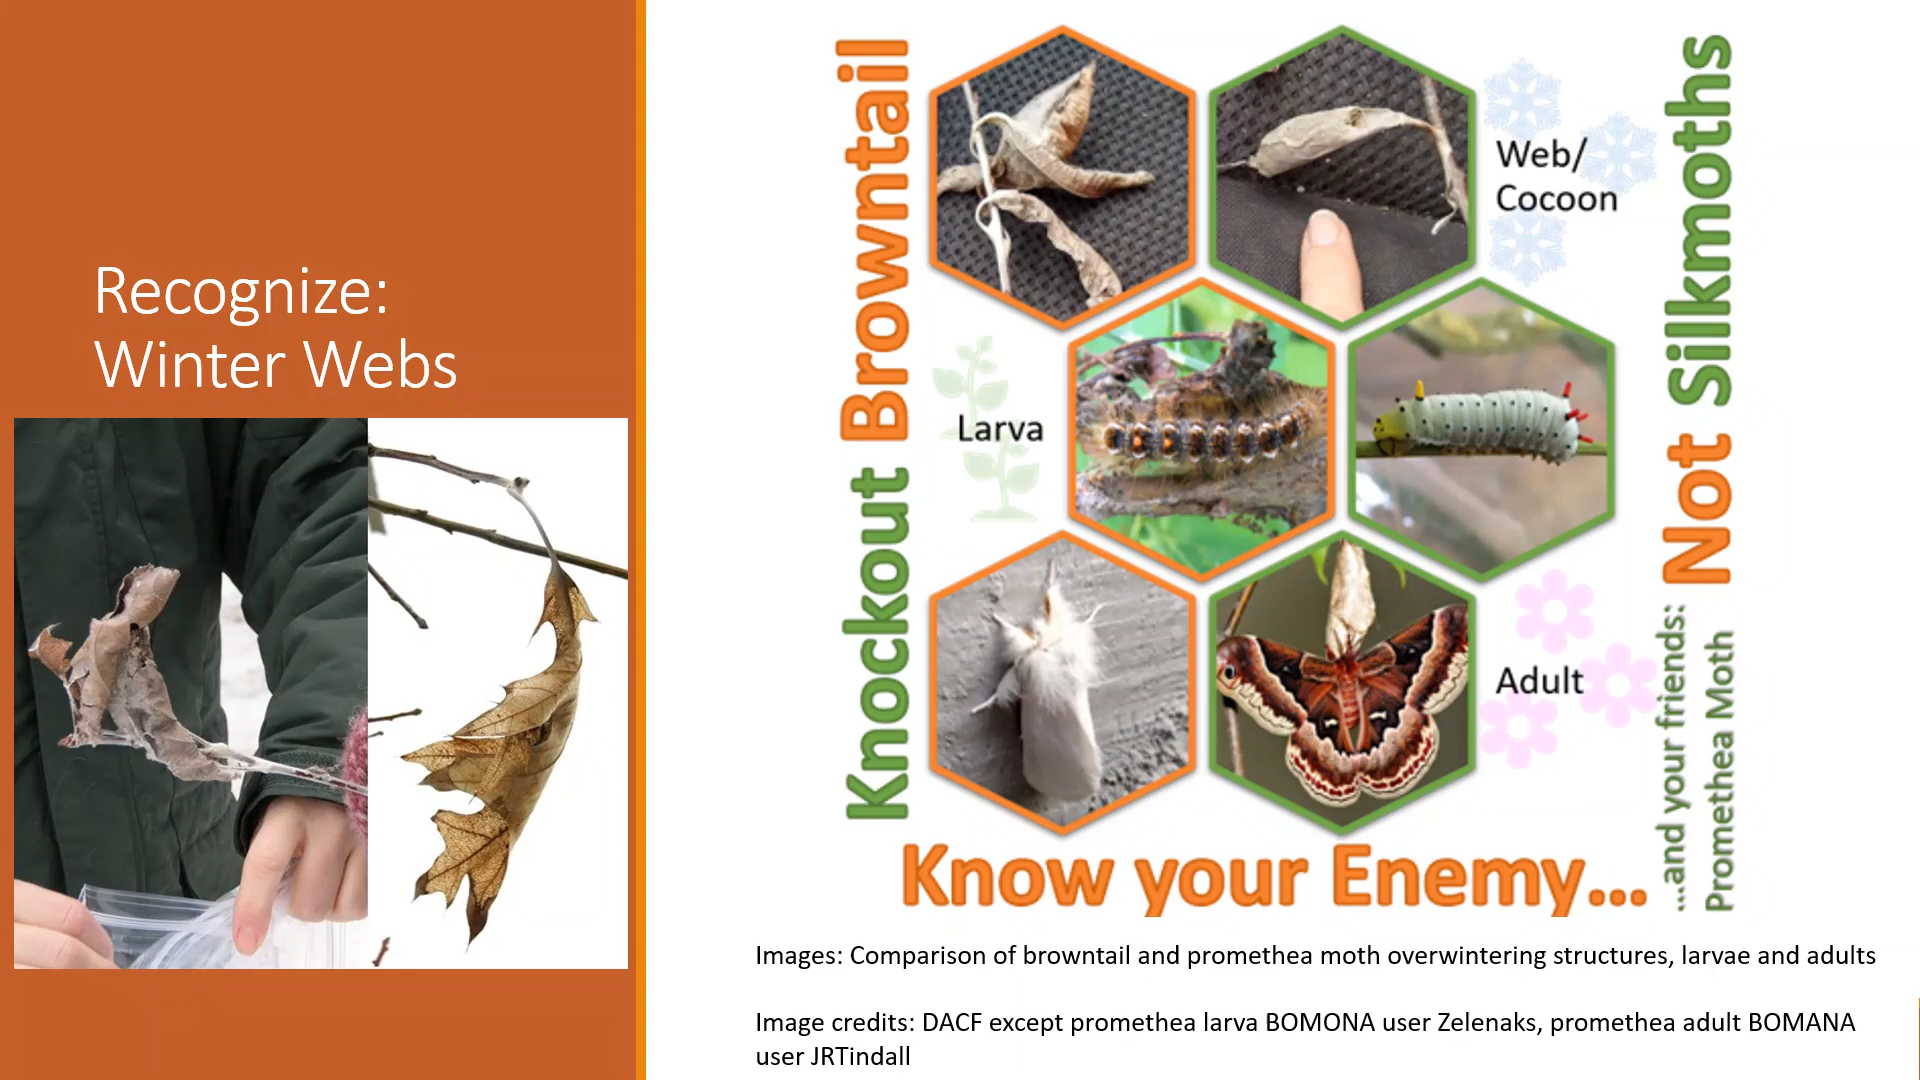 Recognize:
Winter Webs
Knockout Browntail
Not Silkmoths
...and your friends:
Promethea Moth
Web/
Cocoon
Larva
Adult
Know your Enemy...
Images: Comparison of browntail and promethea moth overwintering structures, larvae and adults
Image credits: DACF except promethea larva BOMONA user Zelenaks, promethea adult BOMANA
user JRTindall